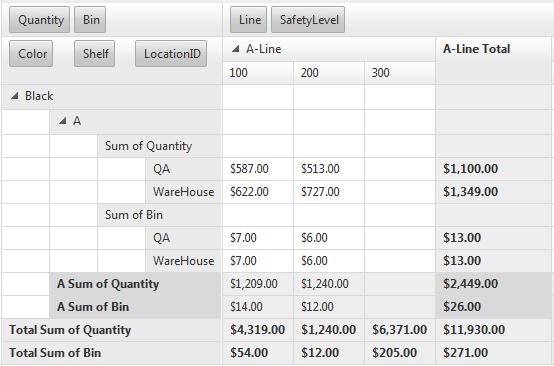 Quantity Bin Line SafetyLevel
Color Shelf LocationID A-Line A-Line Total
100 200 300
Black
A
Sum of Quantity
QA $587.00 $513.00 $1,100.00
WareHouse $622.00 $727.00 $1,349.00
Sum of Bin
QA $7.00 $6.00 $13.00
WareHouse $7.00 $6.00 $13.00
A Sum of Quantity $1,209.00 $1,240.00 $2,449.00
A Sum of Bin $14.00 $12.00 $26.00
Total Sum of Quantity $4,319.00 $1,240.00 $6,371.00 $11,930.00
Total Sum of Bin $54.00 $12.00 $205.00 $271.00